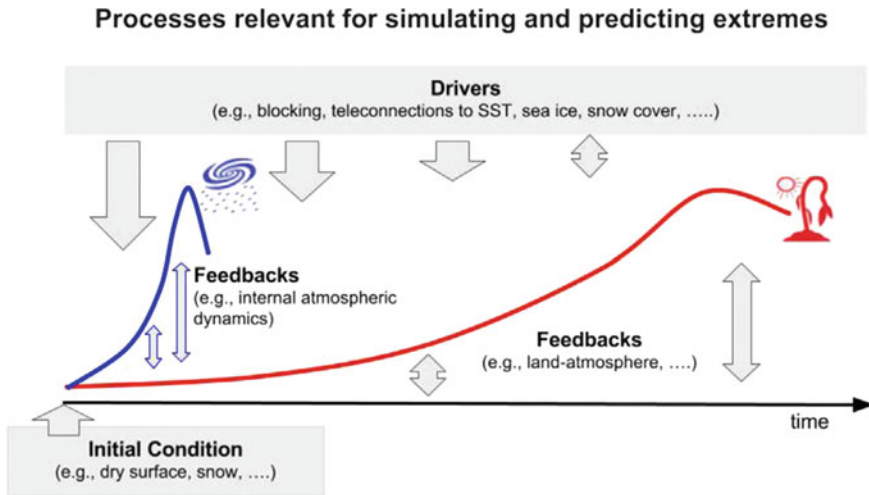 Processes relevant for simulating and predicting extremes
Drivers
(e.g., blocking, teleconnections to SST, sea ice, snow cover, …..)
Feedbacks
(e.g., internal atmospheric
dynamics)
Feedbacks
(e.g., land-atmosphere, ….)
time
Initial Condition
(e.g., dry surface, snow, ….)